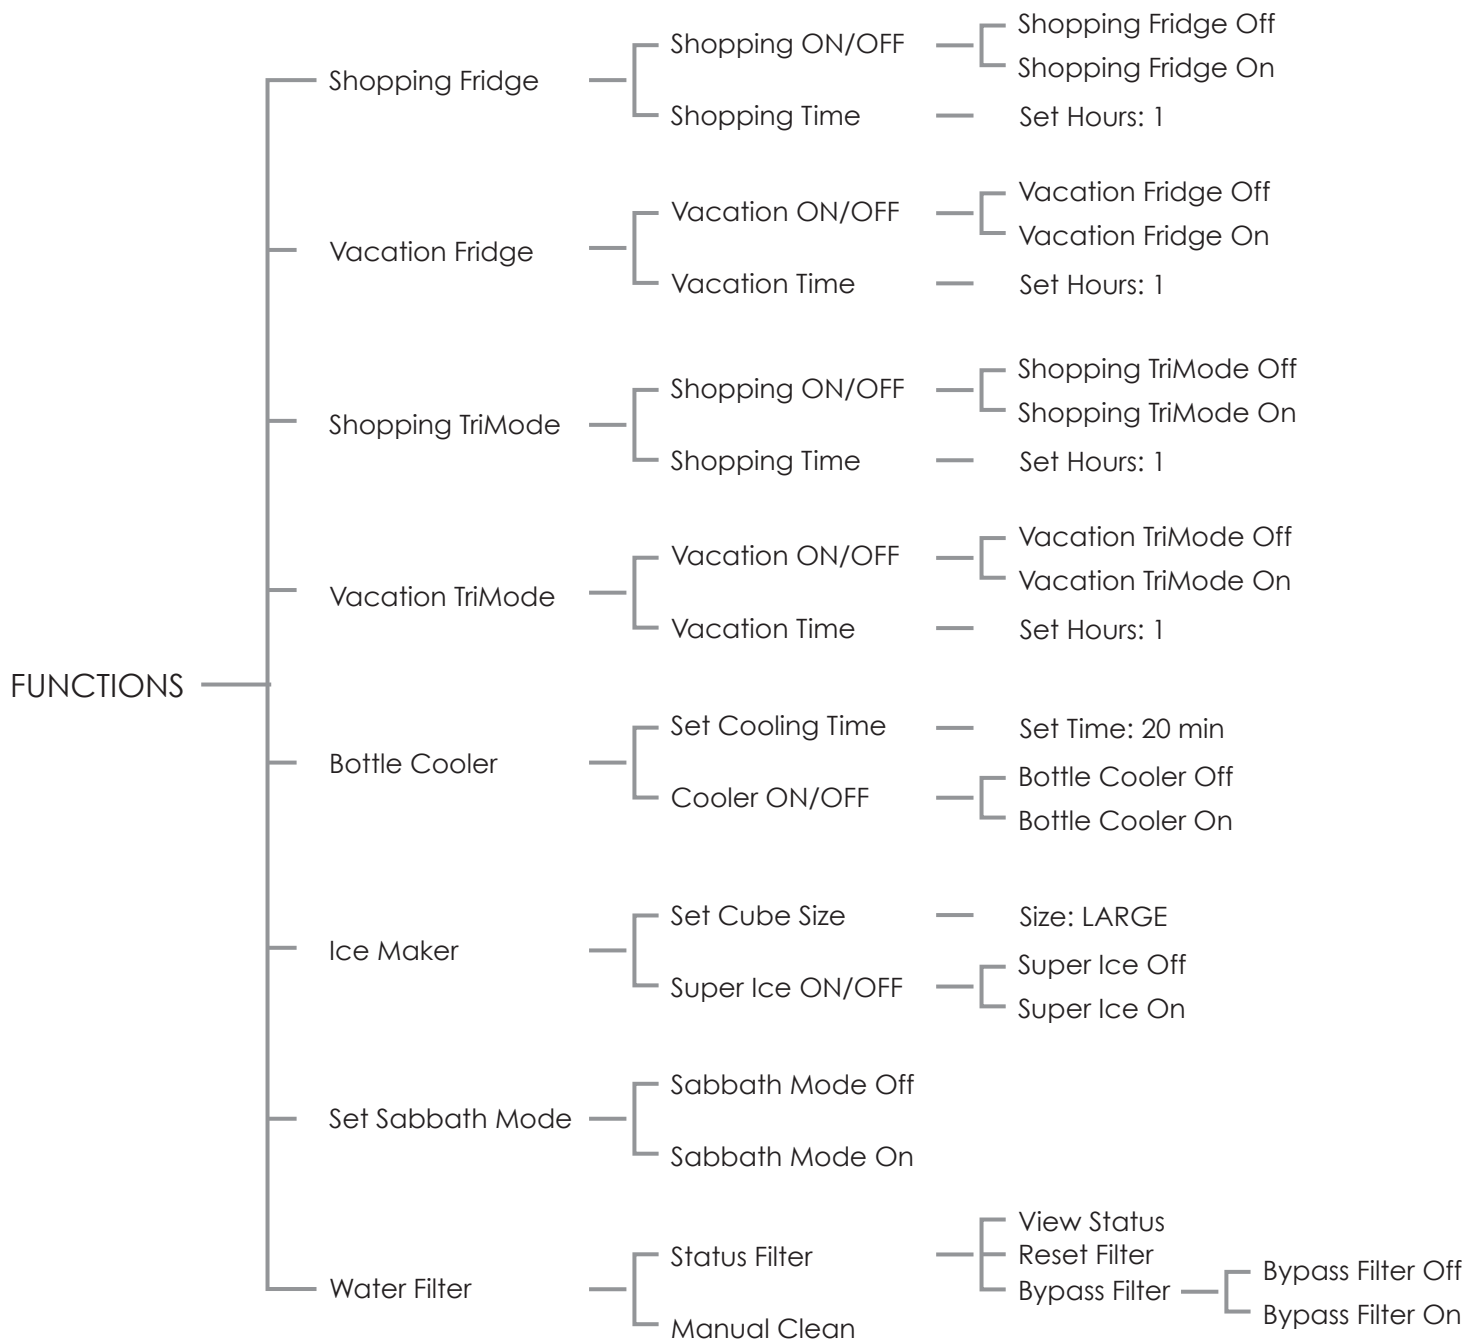 FUNCTIONS
Shopping Fridge
Shopping ON/OFF
Shopping Fridge Off
Shopping Fridge On
Shopping Time
Set Hours: 1
Vacation Fridge
Vacation ON/OFF
Vacation Fridge Off
Vacation Fridge On
Vacation Time
Set Hours: 1
Shopping TriMode
Shopping ON/OFF
Shopping TriMode Off
Shopping TriMode On
Shopping Time
Set Hours: 1
Vacation TriMode
Vacation ON/OFF
Vacation TriMode Off
Vacation TriMode On
Vacation Time
Set Hours: 1
Bottle Cooler
Set Cooling Time
Set Time: 20 min
Cooler ON/OFF
Bottle Cooler Off
Bottle Cooler On
Ice Maker
Set Cube Size
Size: LARGE
Super Ice ON/OFF
Super Ice Off
Super Ice On
Set Sabbath Mode
Sabbath Mode Off
Sabbath Mode On
Water Filter
Status Filter
View Status
Reset Filter
Bypass Filter
Bypass Filter Off
Bypass Filter On
Manual Clean